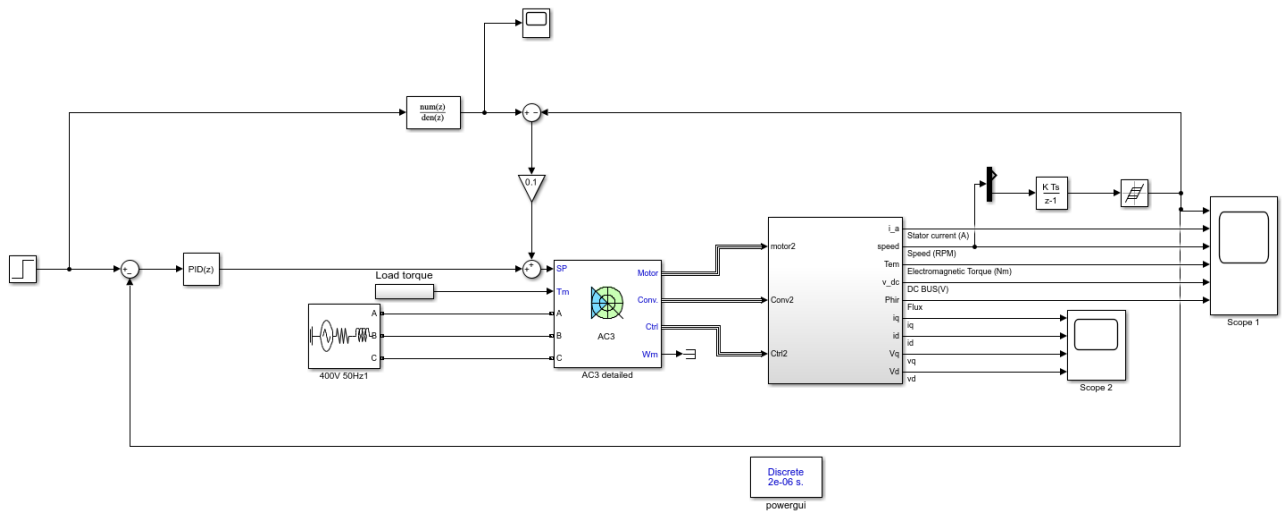 num(z)
den(z)
+ -
0.1
K Ts
z-1
i_a
Stator current (A)
motor2
speed
Speed (RPM)
Tem
Electromagnetic Torque (Nm)
v_dc
DC BUS(V)
Conv2
Phir
Flux
iq
iq
id
id
Vq
vq
Ctrl2
Vd
vd
Scope 1
Scope 2
+
-
PID(z)
+
+
SP
Load torque
Motor
Tm
Conv.
A
A
B
B
AC3
Ctrl
C
C
Wm
400V 50Hz1
AC3 detailed
Discrete
2e-06 s.
powergui